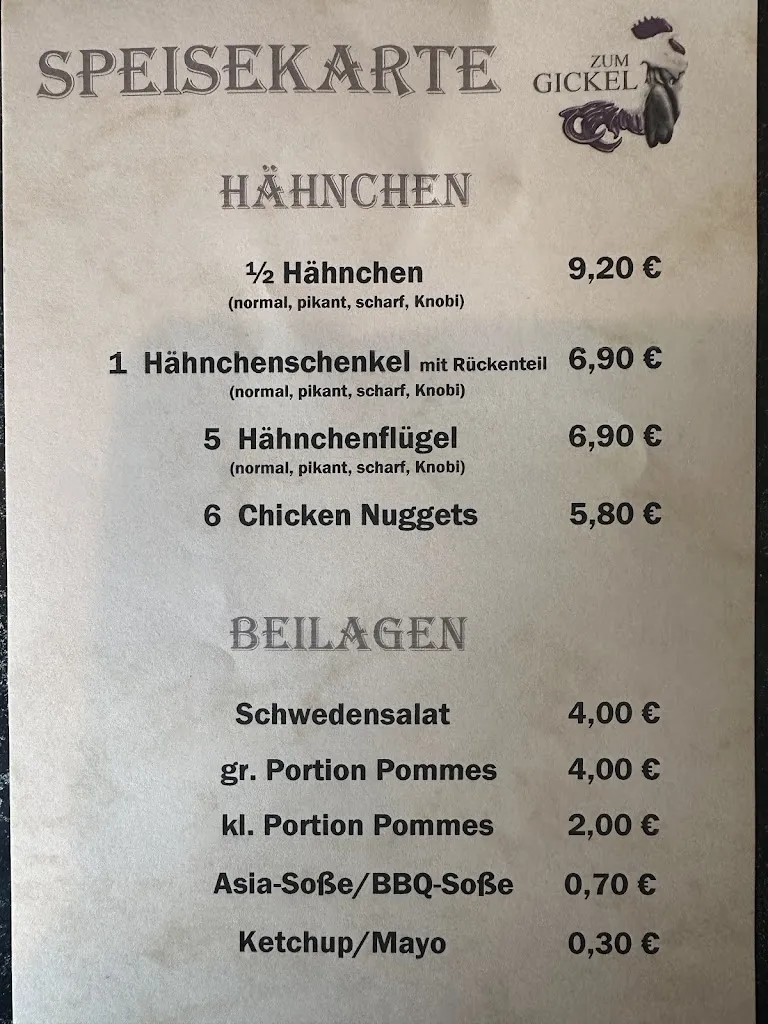 SPEISEKARTE
ZUM
GICKEL
HÄHNCHEN
½ Hähnchen 9,20 €
(normal, pikant, scharf, Knobi)
1 Hähnchenschenkel mit Rückenteil 6,90 €
(normal, pikant, scharf, Knobi)
5 Hähnchenflügel 6,90 €
(normal, pikant, scharf, Knobi)
6 Chicken Nuggets 5,80 €
BEILAGEN
Schwedensalat 4,00 €
gr. Portion Pommes 4,00 €
kl. Portion Pommes 2,00 €
Asia-Soße/BBQ-Soße 0,70 €
Ketchup/Mayo 0,30 €